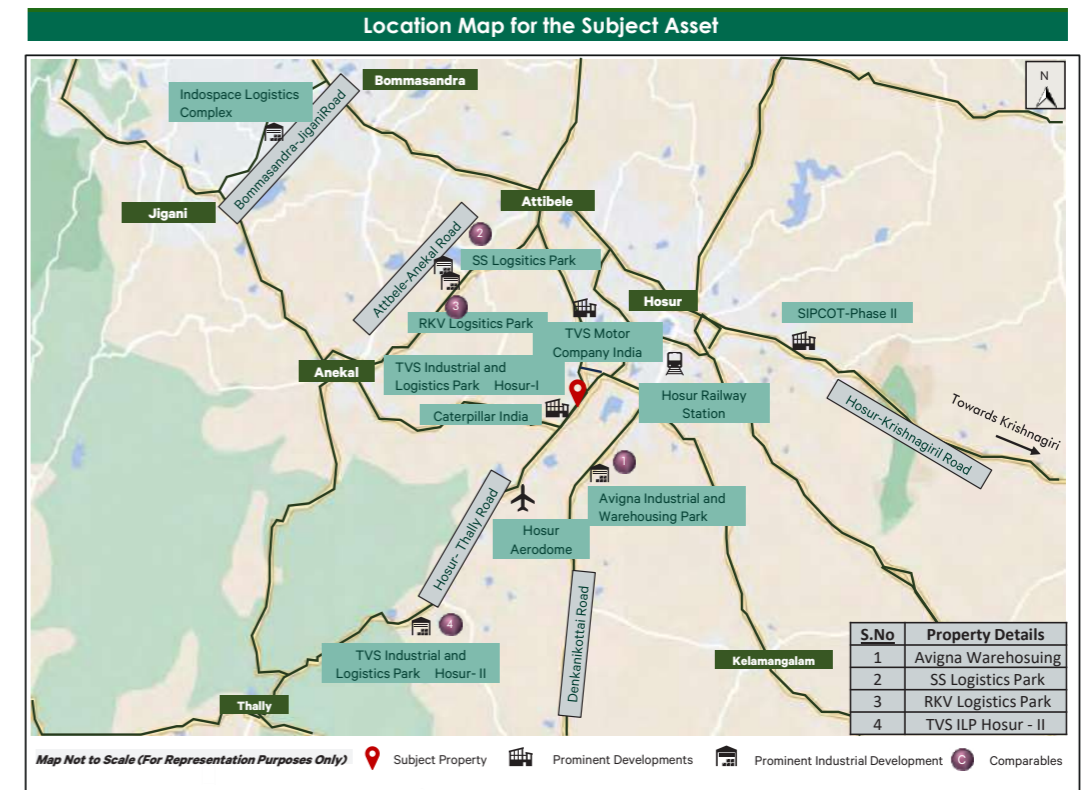 Location Map for the Subject Asset
N
Bommasandra
Indospace Logistics
Complex
Bommasandra-JiganiRoad
Jigani
Attibele
Attbele-Anekal Road
2
SS Logsitics Park
3
RKV Logsitics Park
Hosur
SIPCOT-Phase II
TVS Motor
Company India
Anekal
TVS Industrial and
Logistics Park Hosur-I
Caterpillar India
Hosur Railway
Station
Hosur-Krishnagiril Road
Towards Krishnagiri
1
Avigna Industrial and
Warehousing Park
Hosur- Thally Road
Hosur
Aerodome
Denkanikottai Road
4
TVS Industrial and
Logistics Park Hosur- II
Kelamangalam
Thally
S.No Property Details
1 Avigna Warehosuing
2 SS Logistics Park
3 RKV Logistics Park
4 TVS ILP Hosur - II
Map Not to Scale (For Representation Purposes Only) Subject Property Prominent Developments Prominent Industrial Development C Comparables